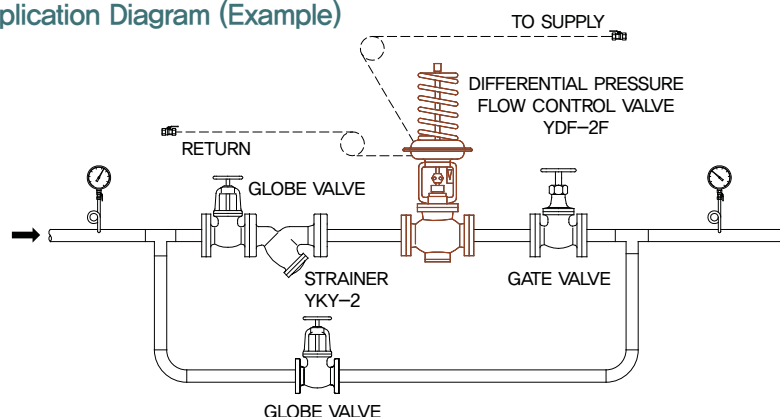 plication Diagram (Example)
TO SUPPLY
DIFFERENTIAL PRESSURE
FLOW CONTROL VALVE
YDF-2F
RETURN
GLOBE VALVE
STRAINER
YKY-2
GATE VALVE
GLOBE VALVE